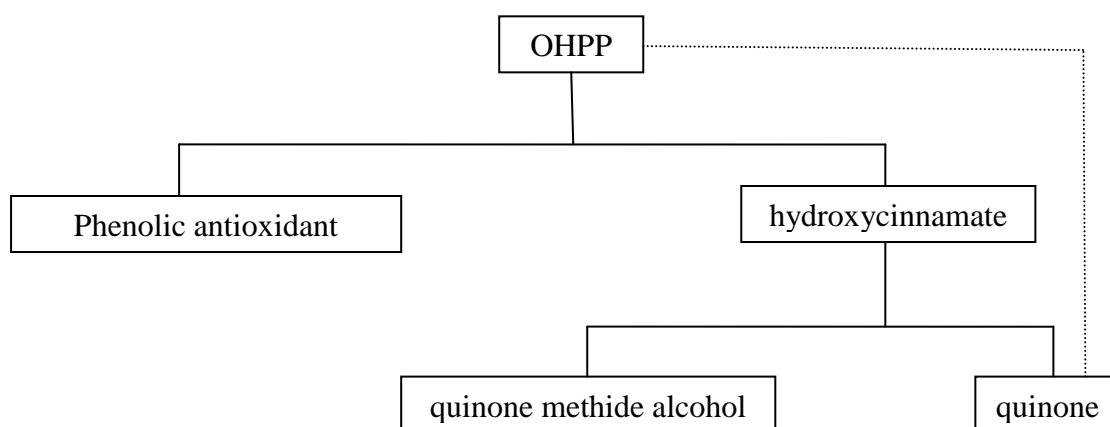 OHPP
Phenolic antioxidant
hydroxycinnamate
quinone methide alcohol
quinone